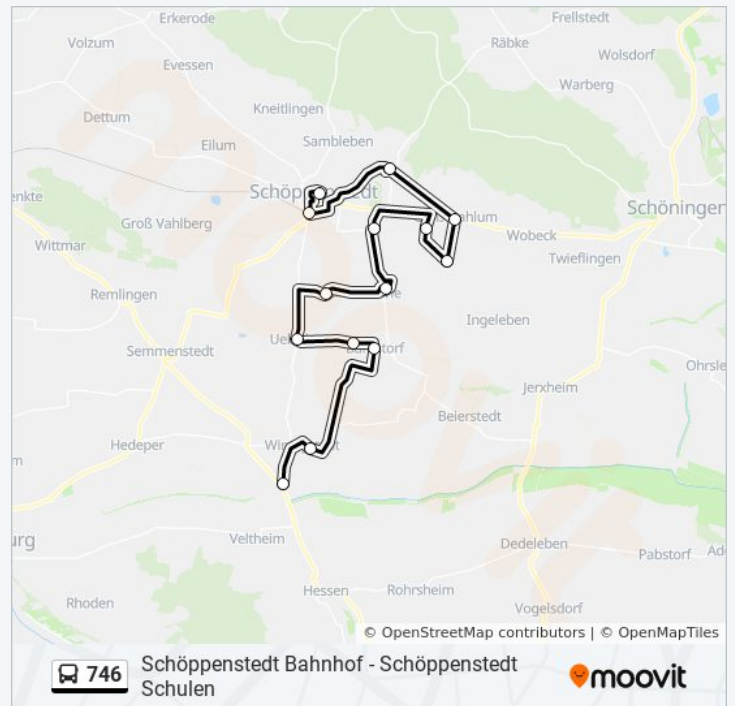 Erkerode
Frellstedt
Volzum
Räbke
Wolsdorf
Evessen
Warberg
Kneitlingen
Dettum
Sambleben
Eilum
Schöppenstedt
Groß Vahlberg
Wobeck
Schöningen
Wittmar
Twieflingen
Remlingen
Ingeleben
Semmenstedt
Jerxheim
Beierstedt
Hedeper
Veltheim
Dedeleben
Pabstorf
Hessen
Rohrsheim
Rhoden
Vogelsdorf
© OpenStreetMap contributors | © OpenMapTiles
746
Schöppenstedt Bahnhof - Schöppenstedt
Schulen
moovit